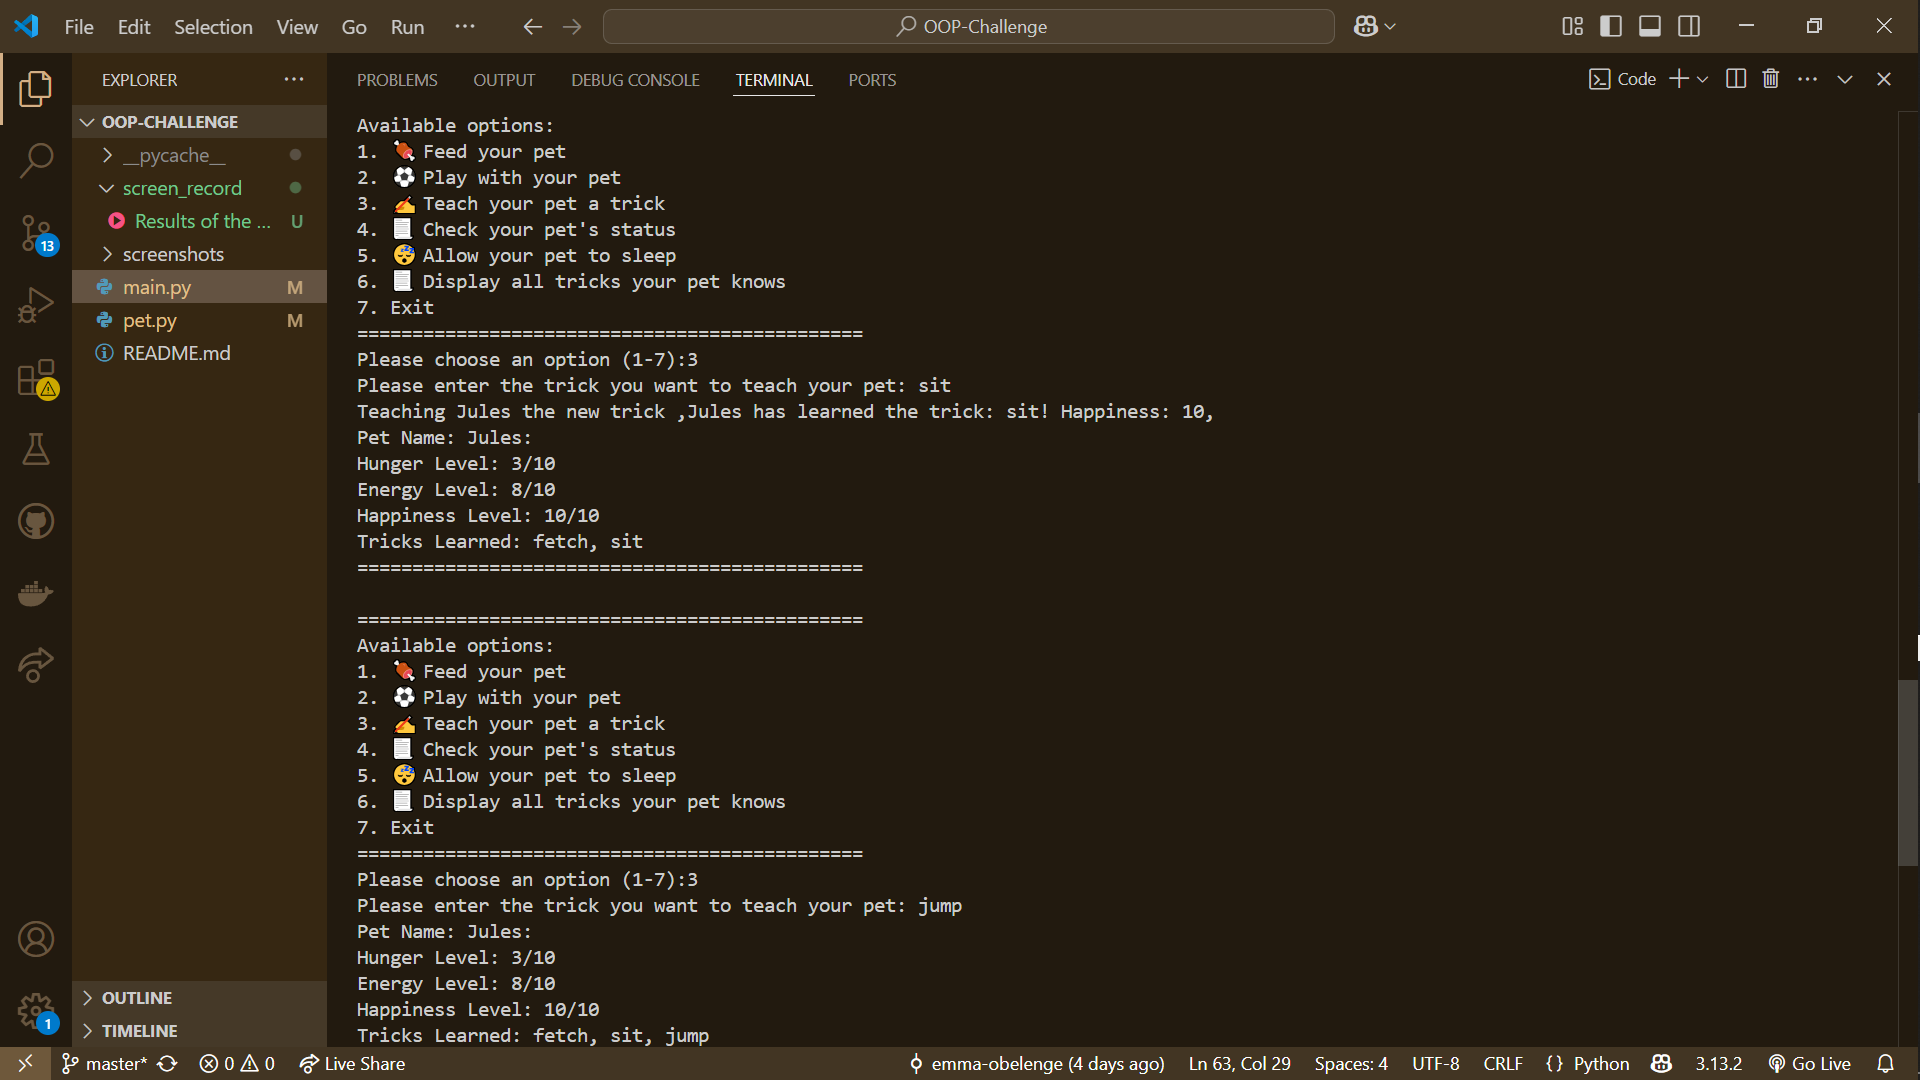 File Edit Selection View Go Run ··· OOP-Challenge
EXPLORER ···
OOP-CHALLENGE
__pycache__
screen_record
Results of the ... U
screenshots
main.py M
pet.py M
README.md
OUTLINE
TIMELINE
13
1
PROBLEMS OUTPUT DEBUG CONSOLE TERMINAL PORTS Code ···
Available options:
1. 🍖 Feed your pet
2. ⚽ Play with your pet
3. ✍ Teach your pet a trick
4. 📃 Check your pet's status
5. 😴 Allow your pet to sleep
6. 📃 Display all tricks your pet knows
7. Exit
==============================================
Please choose an option (1-7):3
Please enter the trick you want to teach your pet: sit
Teaching Jules the new trick ,Jules has learned the trick: sit! Happiness: 10,
Pet Name: Jules:
Hunger Level: 3/10
Energy Level: 8/10
Happiness Level: 10/10
Tricks Learned: fetch, sit
==============================================
==============================================
Available options:
1. 🍖 Feed your pet
2. ⚽ Play with your pet
3. ✍ Teach your pet a trick
4. 📃 Check your pet's status
5. 😴 Allow your pet to sleep
6. 📃 Display all tricks your pet knows
7. Exit
==============================================
Please choose an option (1-7):3
Please enter the trick you want to teach your pet: jump
Pet Name: Jules:
Hunger Level: 3/10
Energy Level: 8/10
Happiness Level: 10/10
Tricks Learned: fetch, sit, jump
master* 0 0 Live Share emma-obelenge (4 days ago) Ln 63, Col 29 Spaces: 4 UTF-8 CRLF {} Python 3.13.2 Go Live